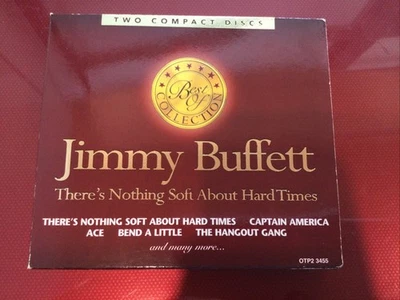 TWO COMPACT DISCS
Best
Of
COLLECTION
Jimmy Buffett
There's Nothing Soft About Hard Times
THERE'S NOTHING SOFT ABOUT HARD TIMES CAPTAIN AMERICA
ACE BEND A LITTLE THE HANGOUT GANG
and many more...
OTP2 3455